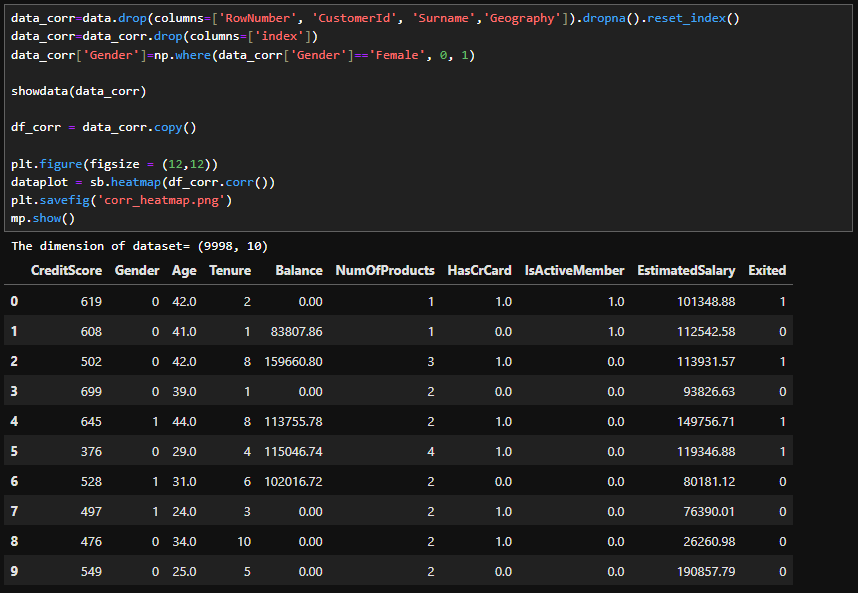 data_corr=data.drop(columns=['RowNumber', 'CustomerId', 'Surname','Geography']).dropna().reset_index()
data_corr=data_corr.drop(columns=['index'])
data_corr['Gender']=np.where(data_corr['Gender']=='Female', 0, 1)
showdata(data_corr)
df_corr = data_corr.copy()
plt.figure(figsize = (12,12))
dataplot = sb.heatmap(df_corr.corr())
plt.savefig('corr_heatmap.png')
mp.show()
The dimension of dataset= (9998, 10)
CreditScore Gender Age Tenure Balance NumOfProducts HasCrCard IsActiveMember EstimatedSalary Exited
0 619 0 42.0 2 0.00 1 1.0 1.0 101348.88 1
1 608 0 41.0 1 83807.86 1 0.0 1.0 112542.58 0
2 502 0 42.0 8 159660.80 3 1.0 0.0 113931.57 1
3 699 0 39.0 1 0.00 2 0.0 0.0 93826.63 0
4 645 1 44.0 8 113755.78 2 1.0 0.0 149756.71 1
5 376 0 29.0 4 115046.74 4 1.0 0.0 119346.88 1
6 528 1 31.0 6 102016.72 2 0.0 0.0 80181.12 0
7 497 1 24.0 3 0.00 2 1.0 0.0 76390.01 0
8 476 0 34.0 10 0.00 2 1.0 0.0 26260.98 0
9 549 0 25.0 5 0.00 2 0.0 0.0 190857.79 0